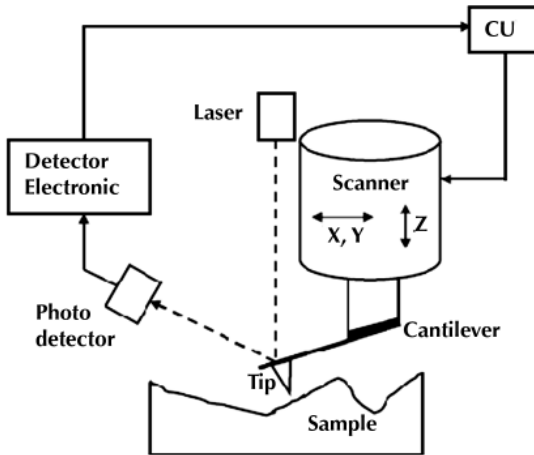 CU
Laser
Detector
Electronic
Scanner
X, Y
Z
Photo
detector
Cantilever
Tip
Sample